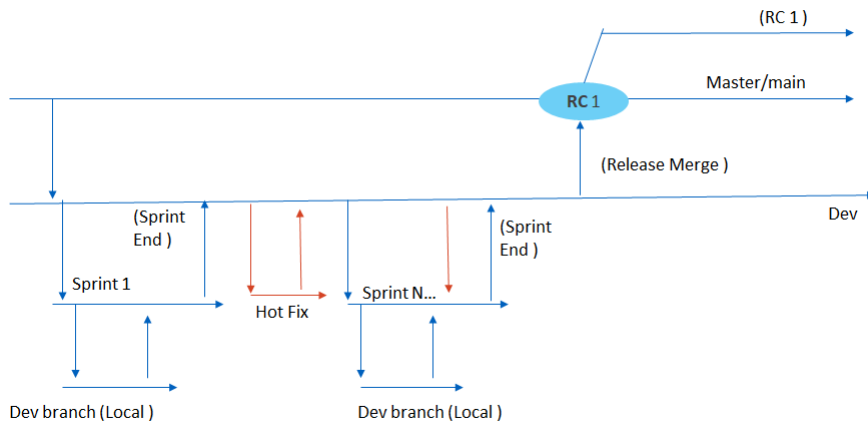 (RC 1 )
Master/main
RC 1
(Release Merge )
Dev
(Sprint
End )
(Sprint
End )
Sprint 1
Hot Fix
Sprint N...
Dev branch (Local )
Dev branch (Local )